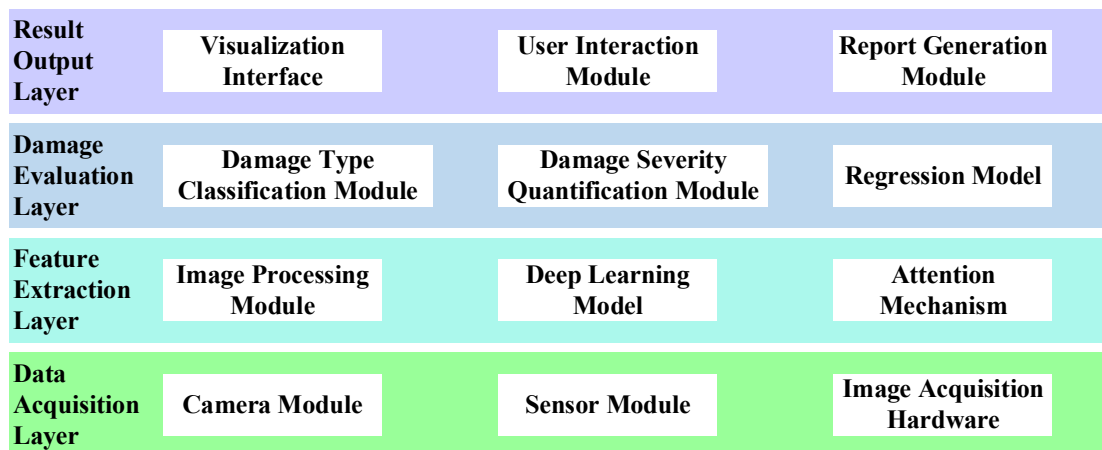 Result
Output
Layer
Visualization
Interface
User Interaction
Module
Report Generation
Module
Damage
Evaluation
Layer
Damage Type
Classification Module
Damage Severity
Quantification Module
Regression Model
Feature
Extraction
Layer
Image Processing
Module
Deep Learning
Model
Attention
Mechanism
Data
Acquisition
Layer
Camera Module
Sensor Module
Image Acquisition
Hardware